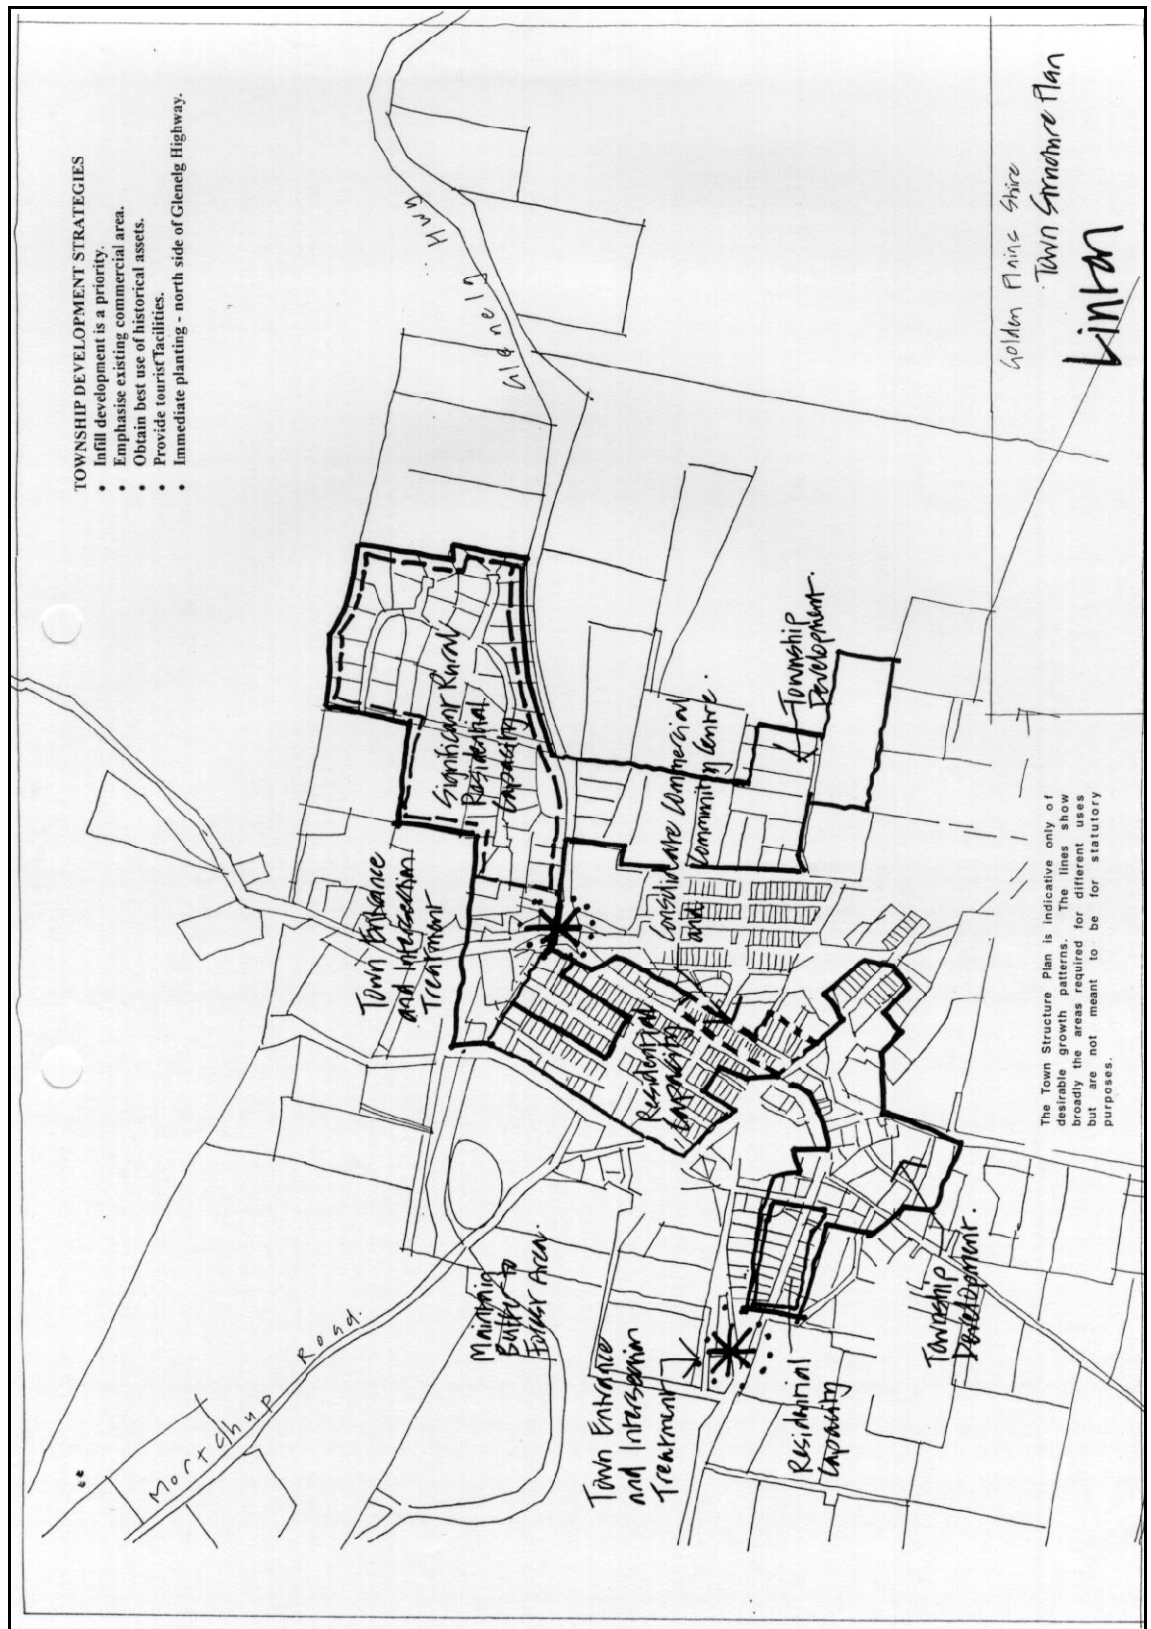 TOWNSHIP DEVELOPMENT STRATEGIES
• Infill development is a priority.
• Emphasise existing commercial area.
• Obtain best use of historical assets.
• Provide touristfacilities.
• Immediate planting - north side of Glenelg Highway.
Glenelg Hwy
Significant Rural
Residential
Capacity
Town Entrance
and Intersection
Treatment
Mortchup Road.
Maintain
Buffer to
Forest Area.
Residential
Capacity
Consolidate Commercial
and Community Centre.
Township
Development.
Town Entrance
and Intersection
Treatment
Residential
Capacity
Township
Development.
The Town Structure Plan is indicative only of
desirable growth patterns. The lines show
broadly the areas required for different uses
but are not meant to be for statutory
purposes.
Golden Plains Shire
Town Structure Plan
Linton